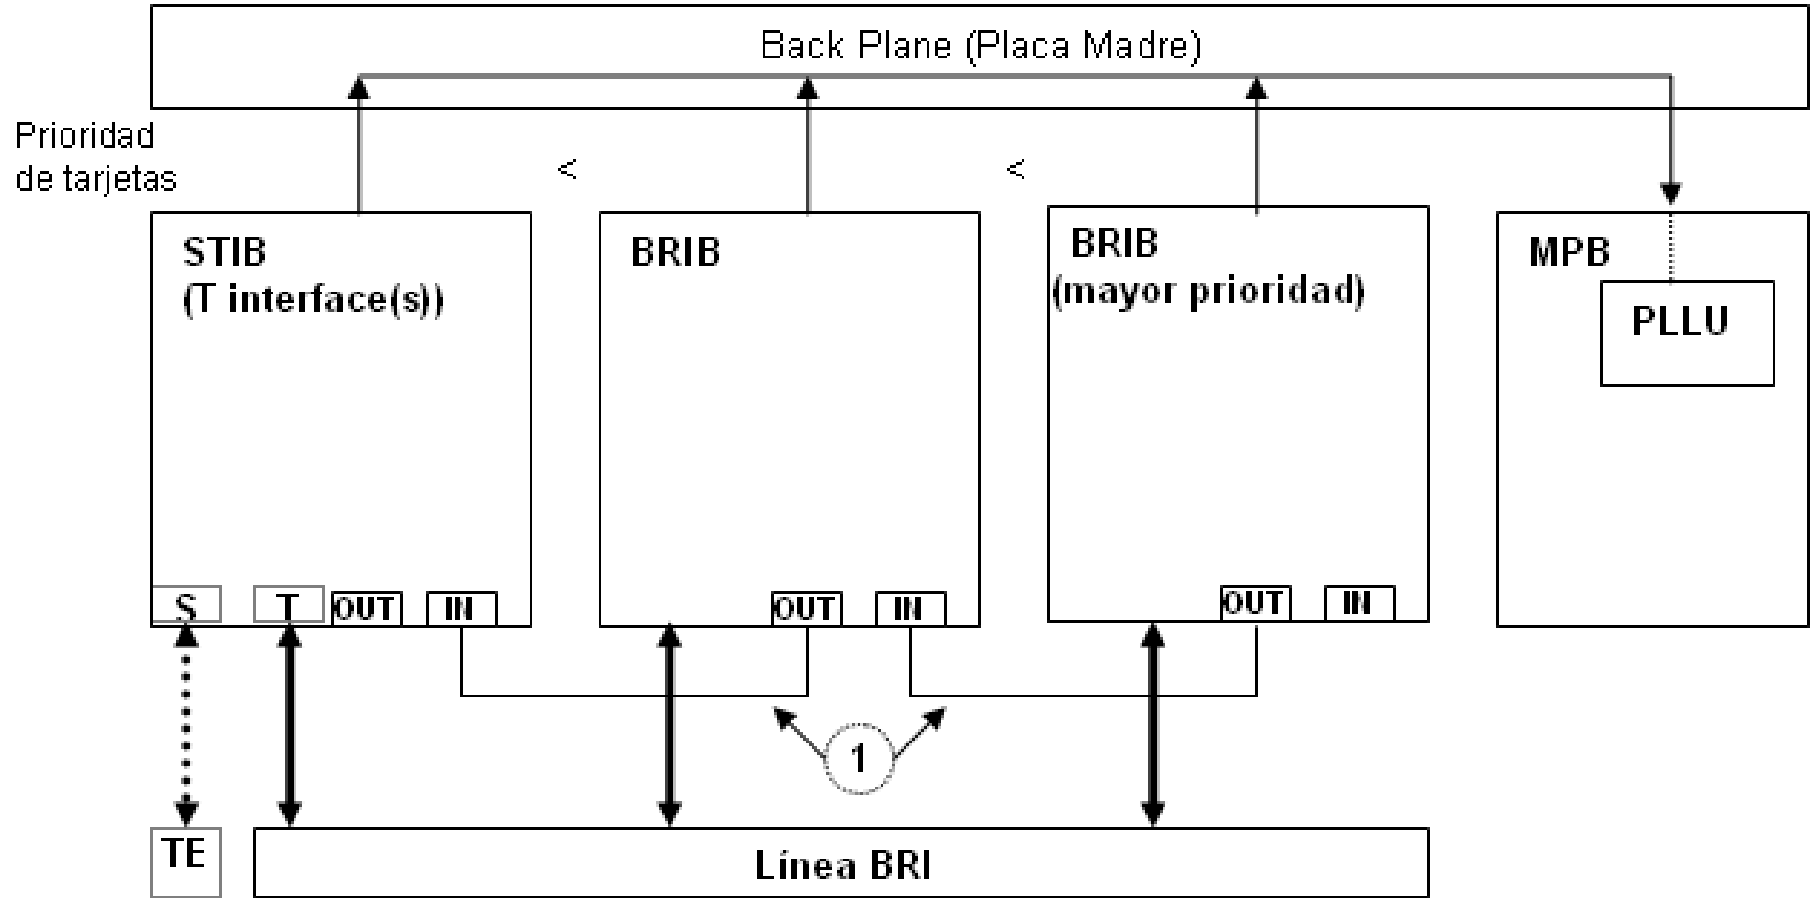 Back Plane (Placa Madre)
Prioridad
de tarjetas
<
<
STIB
(T interface(s))
BRIB
BRIB
(mayor prioridad)
MPB
PLLU
S
T
OUT
IN
OUT
IN
OUT
IN
1
TE
Línea BRI